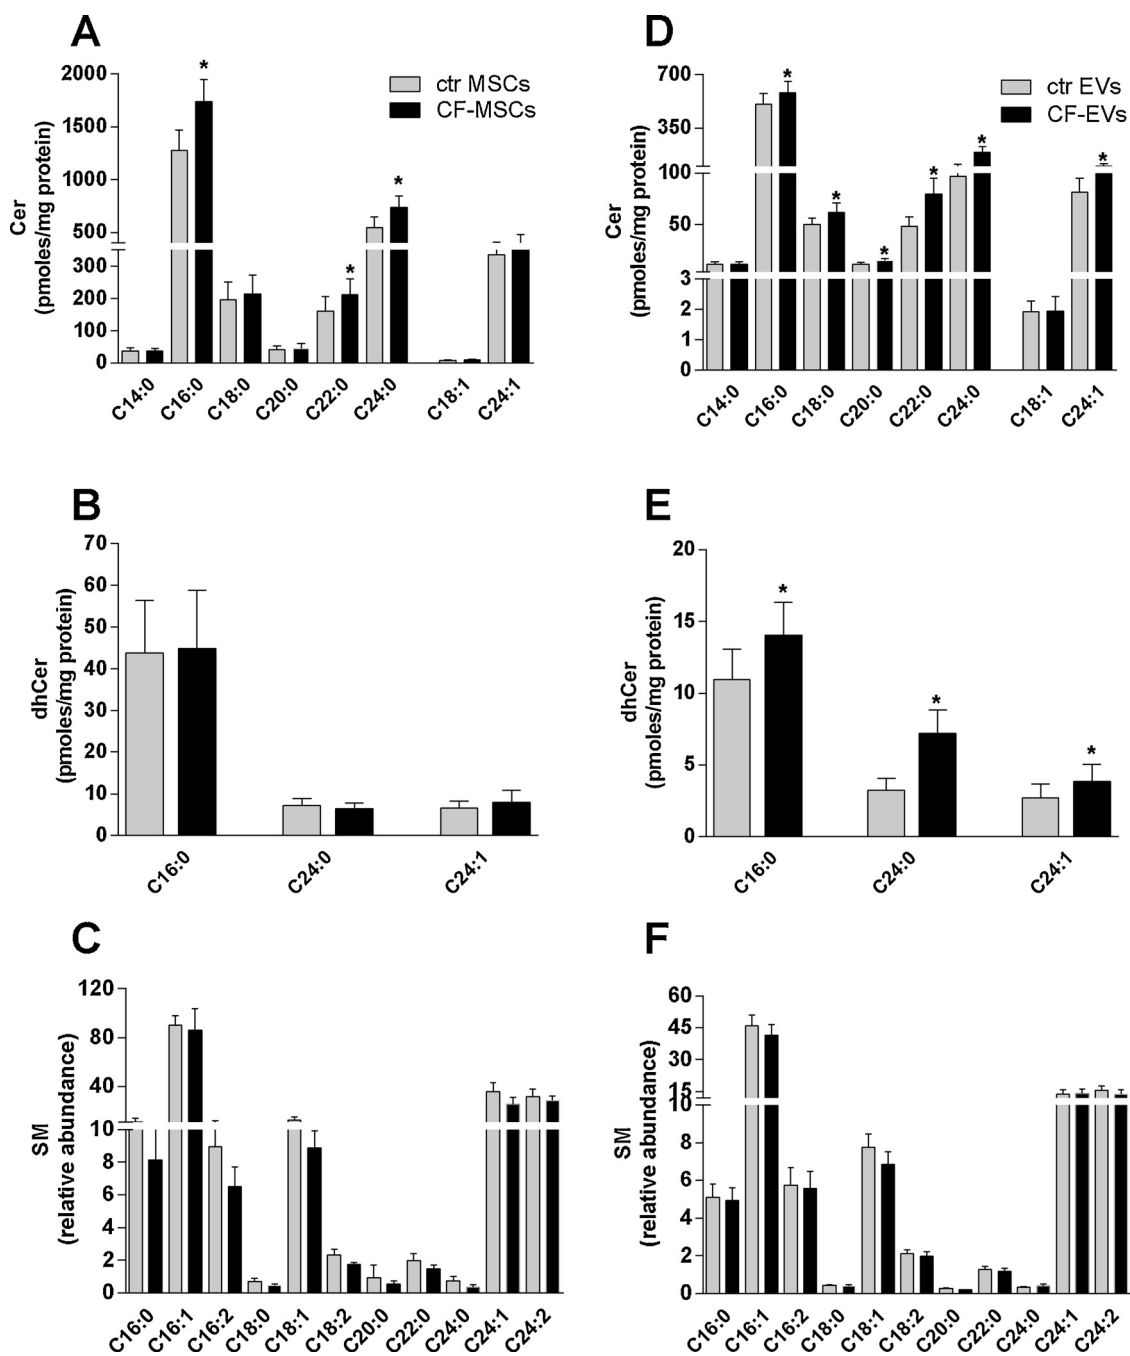 A
Cer
(pmoles/mg protein)
2000
1500
1000
500
300
200
100
0
ctr MSCs
CF-MSCs
*
*
*
C14:0
C16:0
C18:0
C20:0
C22:0
C24:0
C18:1
C24:1
D
Cer
(pmoles/mg protein)
700
350
100
50
3
2
1
0
ctr EVs
CF-EVs
*
*
*
*
*
*
C14:0
C16:0
C18:0
C20:0
C22:0
C24:0
C18:1
C24:1
B
dhCer
(pmoles/mg protein)
70
60
50
40
30
20
10
0
C16:0
C24:0
C24:1
E
dhCer
(pmoles/mg protein)
20
15
10
5
0
*
*
*
C16:0
C24:0
C24:1
C
SM
(relative abundance)
120
80
40
10
8
6
4
2
0
C16:0
C16:1
C16:2
C18:0
C18:1
C18:2
C20:0
C22:0
C24:0
C24:1
C24:2
F
SM
(relative abundance)
60
45
30
15
10
8
6
4
2
0
C16:0
C16:1
C16:2
C18:0
C18:1
C18:2
C20:0
C22:0
C24:0
C24:1
C24:2